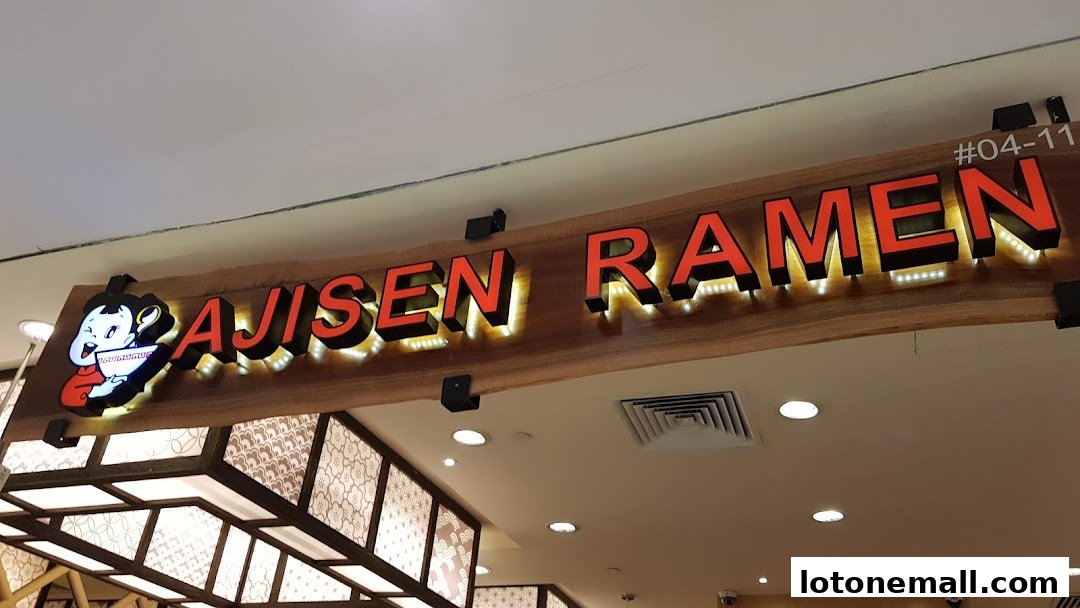 #04-11
AJISEN RAMEN
lotonemall.com